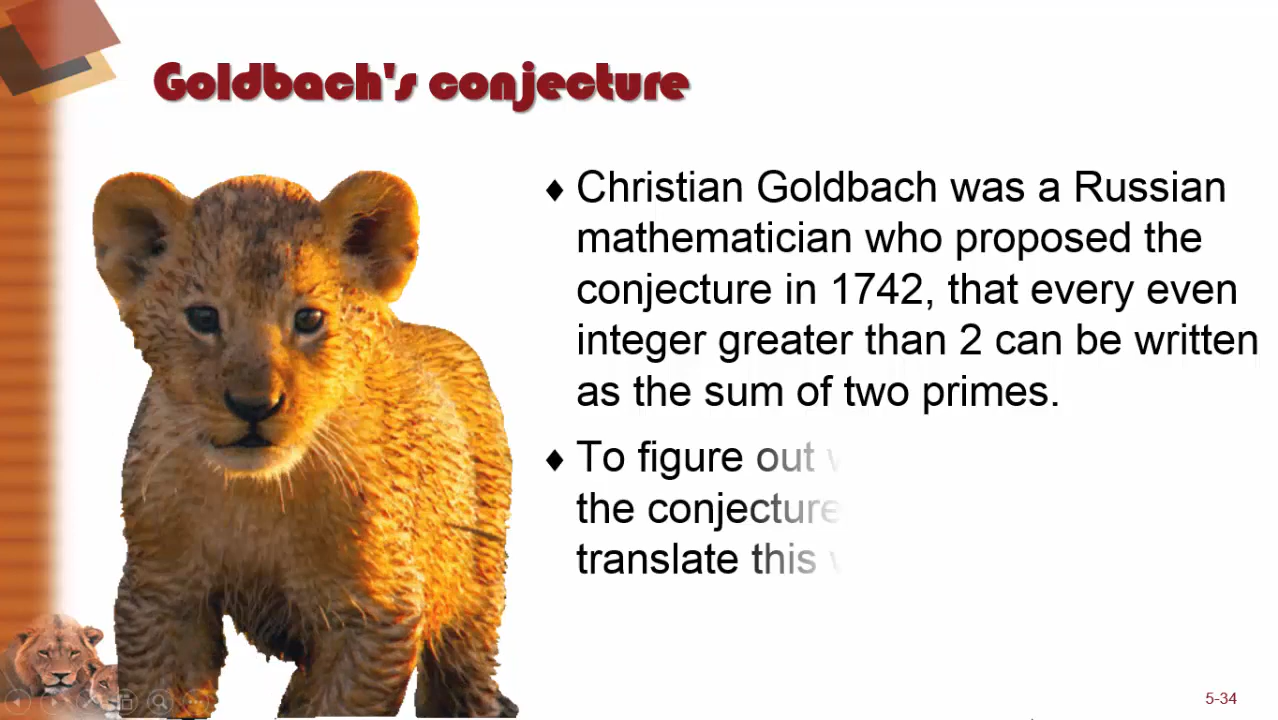 Goldbach's conjecture
♦ Christian Goldbach was a Russian
mathematician who proposed the
conjecture in 1742, that every even
integer greater than 2 can be written
as the sum of two primes.
♦ To figure out
the conjecture
translate this
5-34